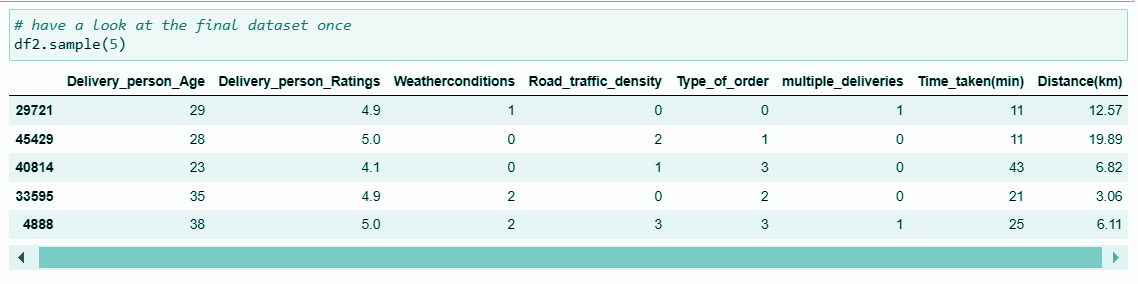 # have a look at the final dataset once
df2.sample(5)
Delivery_person_Age Delivery_person_Ratings Weatherconditions Road_traffic_density Type_of_order multiple_deliveries Time_taken(min) Distance(km)
29721 29 4.9 1 0 0 1 11 12.57
45429 28 5.0 0 2 1 0 11 19.89
40814 23 4.1 0 1 3 0 43 6.82
33595 35 4.9 2 0 2 0 21 3.06
4888 38 5.0 2 3 3 1 25 6.11